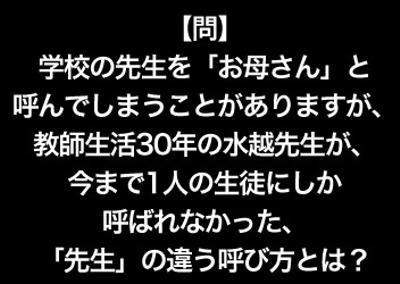 【問】
学校の先生を「お母さん」と
呼んでしまうことがありますが、
教師生活30年の水越先生が、
今まで1人の生徒にしか
呼ばれなかった、
「先生」の違う呼び方とは？